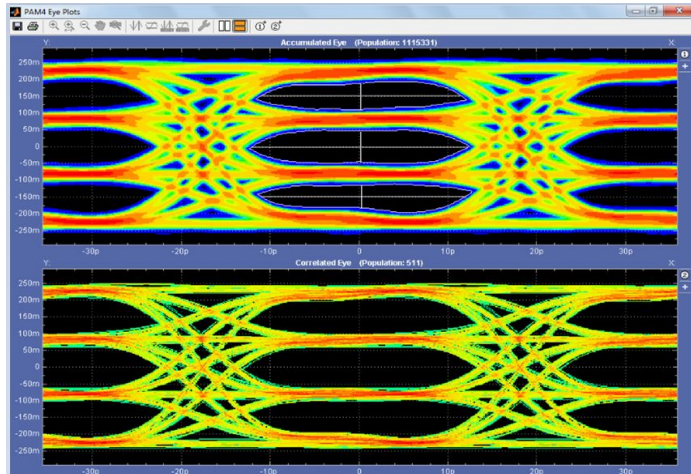 PAM4 Eye Plots
Y: Accumulated Eye (Population: 1115331) X:
250m
200m
150m
100m
50m
0
-50m
-100m
-150m
-200m
-250m
-30p -20p -10p 0 10p 20p 30p
Y: Correlated Eye (Population: 511) X:
250m
200m
150m
100m
50m
0
-50m
-100m
-150m
-200m
-250m
-30p -20p -10p 0 10p 20p 30p